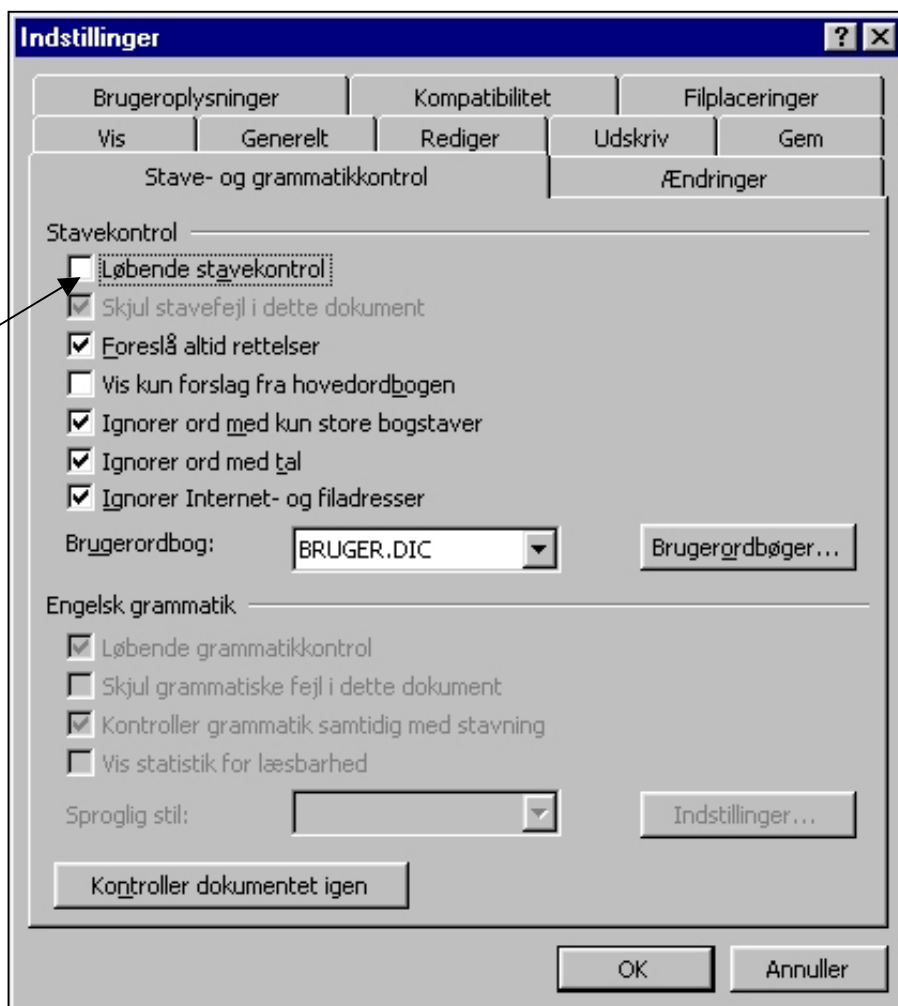 Indstillinger
Brugeroplysninger Kompatibilitet Filplaceringer
Vis Generelt Rediger Udskriv Gem
Stave- og grammatikkontrol Ændringer
Stavekontrol
Løbende stavekontrol
Skjul stavefejl i dette dokument
Foreslå altid rettelser
Vis kun forslag fra hovedordbogen
Ignorer ord med kun store bogstaver
Ignorer ord med tal
Ignorer Internet- og filadresser
Brugerordbog: BRUGER.DIC Brugerordbøger...
Engelsk grammatik
Løbende grammatikkontrol
Skjul grammatiske fejl i dette dokument
Kontroller grammatik samtidig med stavning
Vis statistik for læsbarhed
Sproglig stil: Indstillinger...
Kontroller dokumentet igen
OK Annuller